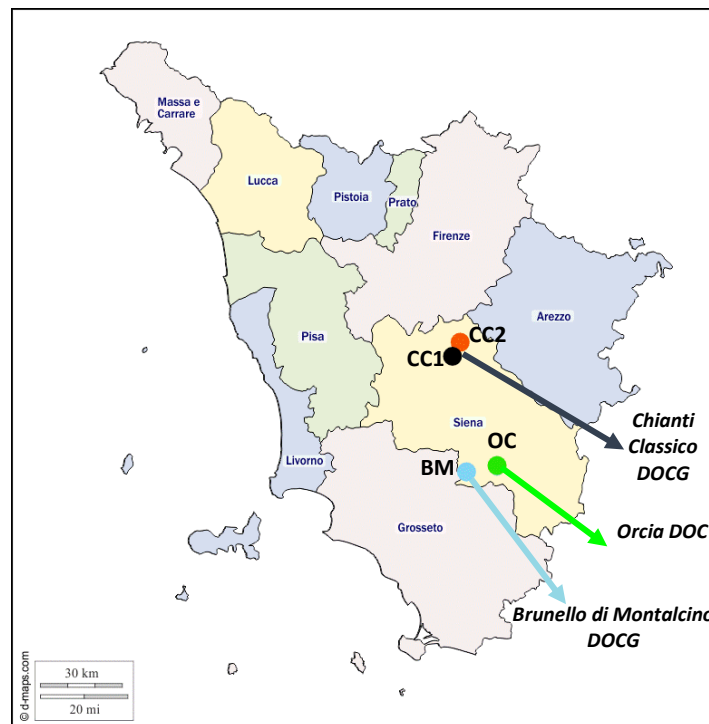 Massa e
Carrare
Lucca
Pistoia
Prato
Firenze
Arezzo
Pisa
CC2
CC1
Siena
Chianti
Classico
DOCG
OC
BM
Livorno
Grosseto
Orcia DOC
Brunello di Montalcino
DOCG
30 km
20 mi
© d-maps.com